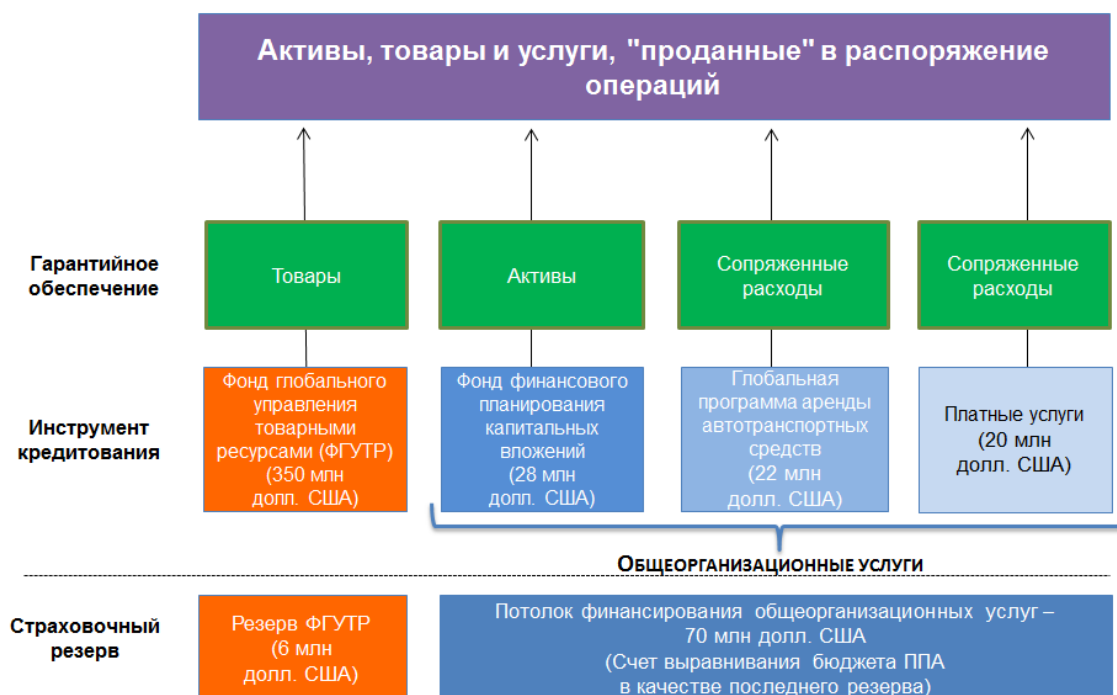 Активы, товары и услуги, "проданные" в распоряжение
операций
Гарантийное
обеспечение
Товары
Активы
Сопряженные
расходы
Сопряженные
расходы
Инструмент
кредитования
Фонд глобального
управления
товарными
ресурсами (ФГУТР)
(350 млн
долл. США)
Фонд финансового
планирования
капитальных
вложений
(28 млн
долл. США)
Глобальная
программа аренды
автотранспортных
средств
(22 млн
долл. США)
Платные услуги
(20 млн
долл. США)
ОБЩЕОРГАНИЗАЦИОННЫЕ УСЛУГИ
Страховочный
резерв
Резерв ФГУТР
(6 млн
долл. США)
Потолок финансирования общеорганизационных услуг –
70 млн долл. США
(Счет выравнивания бюджета ППА
в качестве последнего резерва)